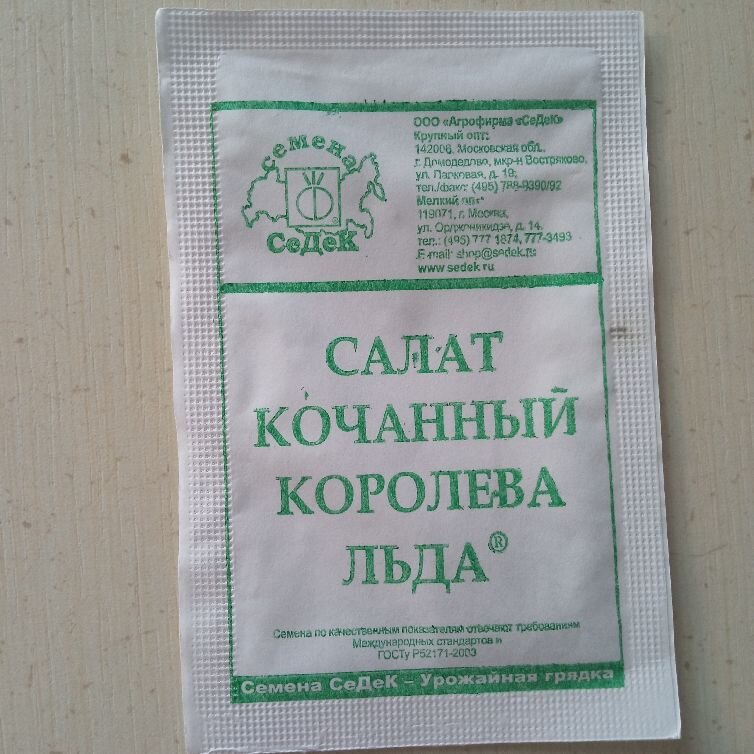 семена
СеДеК
ООО «Агрофирма «СеДеК»
Крупный опт:
142006, Московская обл.,
г. Домодедово, мкр-н Востряково,
ул. Парковая, д. 19;
тел./факс: (495) 788-9390/92
Мелкий опт:
119071, г. Москва,
ул. Орджоникидзе, д. 14,
тел.: (495) 777 1874, 777-3493
E-mail: shop@sedek.ru
www.sedek.ru
САЛАТ
КОЧАННЫЙ
КОРОЛЕВА
ЛЬДА®
Семена по качественным показателям отвечают требованиям
Международных стандартов и
ГОСТу Р52171-2003
Семена СеДеК – Урожайная грядка